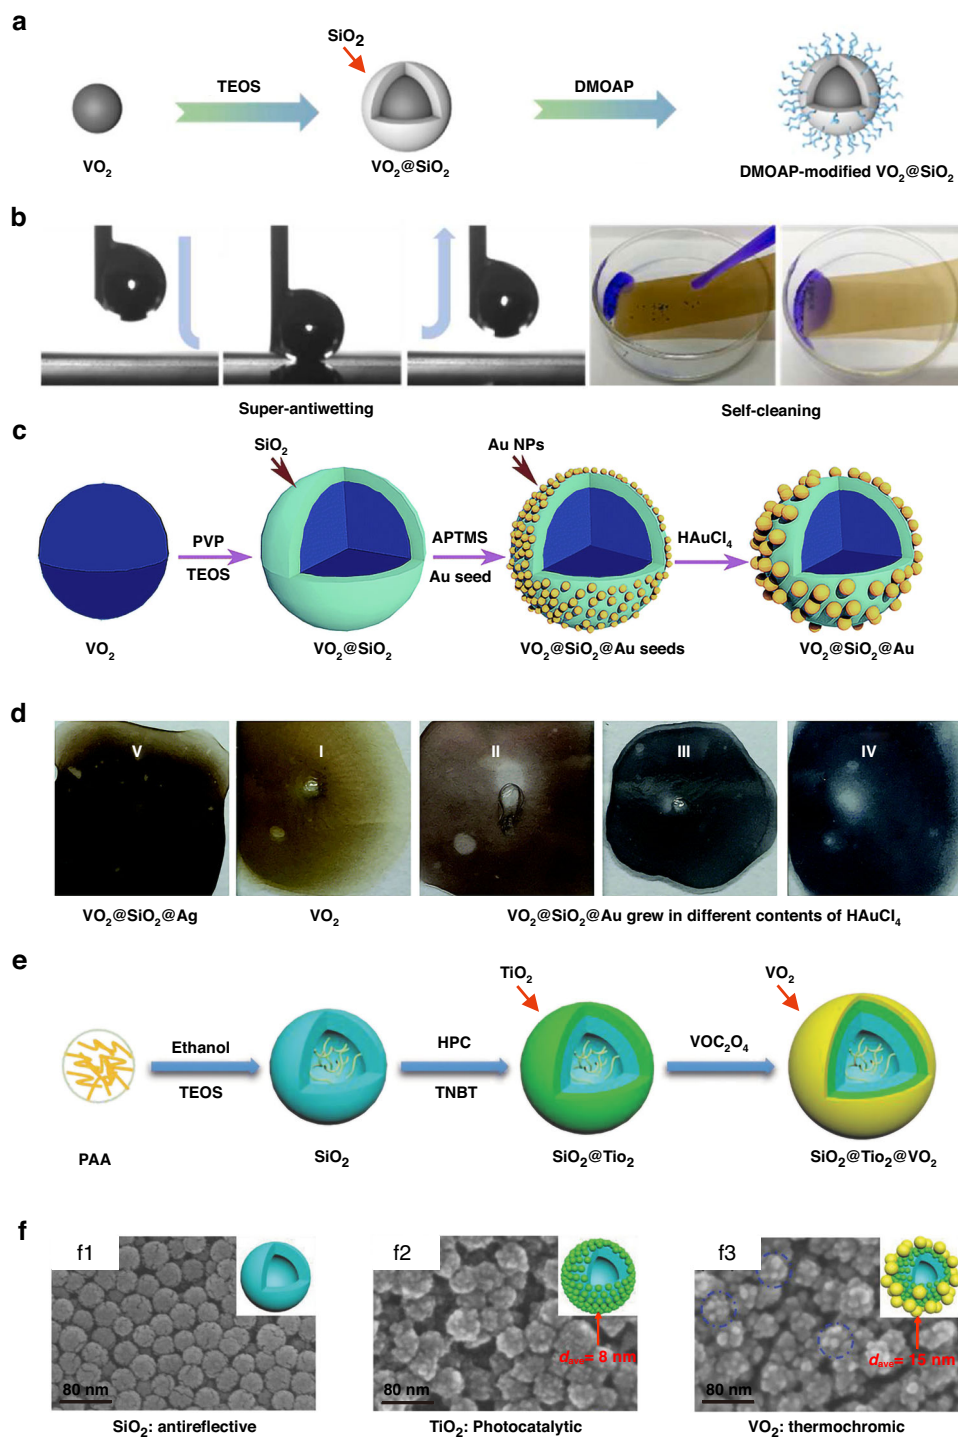 a
SiO2
TEOS
DMOAP
VO2
VO2@SiO2
DMOAP-modified VO2@SiO2
b
Super-antiwetting
Self-cleaning
c
SiO2
Au NPs
PVP
TEOS
APTMS
Au seed
HAuCl4
VO2
VO2@SiO2
VO2@SiO2@Au seeds
VO2@SiO2@Au
d
V
I
II
III
IV
VO2@SiO2@Ag
VO2
VO2@SiO2@Au grew in different contents of HAuCl4
e
TiO2
VO2
Ethanol
TEOS
HPC
TNBT
VOC2O4
PAA
SiO2
SiO2@Tio2
SiO2@Tio2@VO2
f
f1
f2
f3
dave= 8 nm
dave= 15 nm
80 nm
80 nm
80 nm
SiO2: antireflective
TiO2: Photocatalytic
VO2: thermochromic